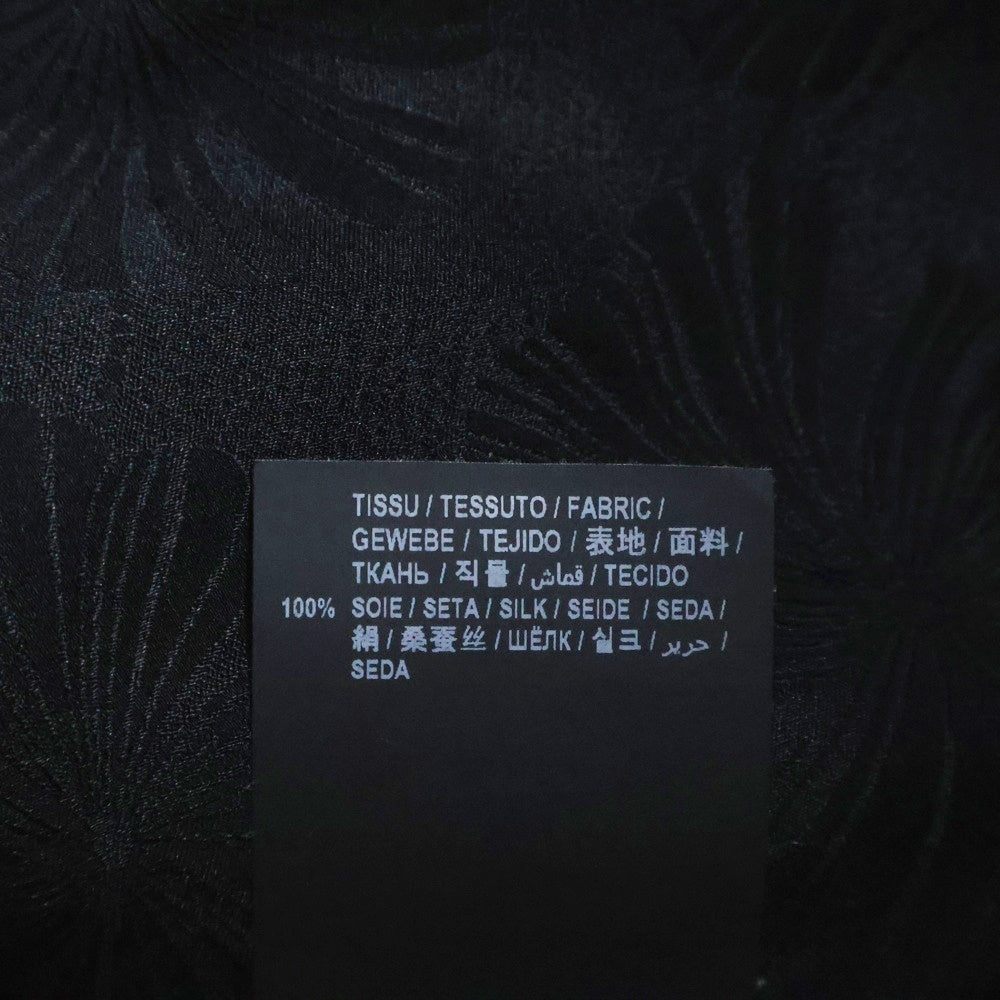 TISSU / TESSUTO / FABRIC /
GEWEBE / TEJIDO / 表地 / 面料 /
ТКАНЬ / 직물 / قماش / TECIDO
100% SOIE / SETA / SILK / SEIDE / SEDA /
絹 / 桑蚕丝 / ШЁЛК / 실크 / حرير /
SEDA